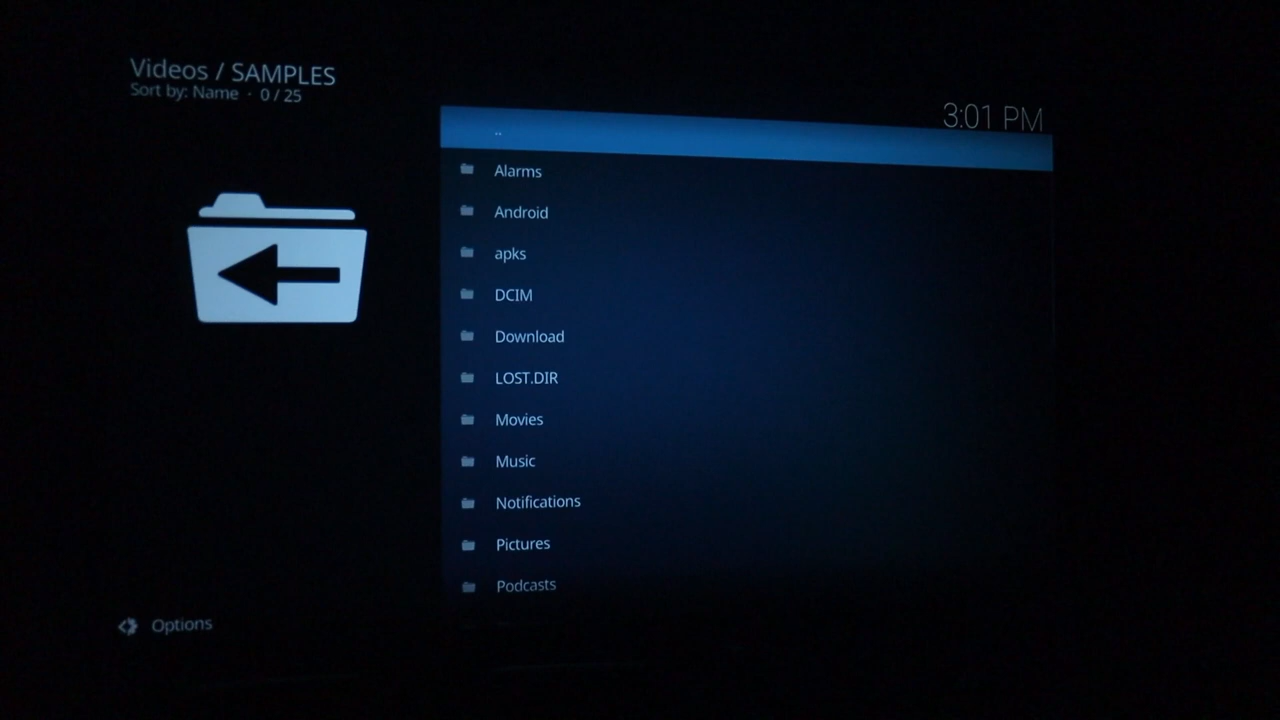 Videos / SAMPLES
Sort by: Name · 0 / 25
3:01 PM
..
Alarms
Android
apks
DCIM
Download
LOST.DIR
Movies
Music
Notifications
Pictures
Podcasts
Options